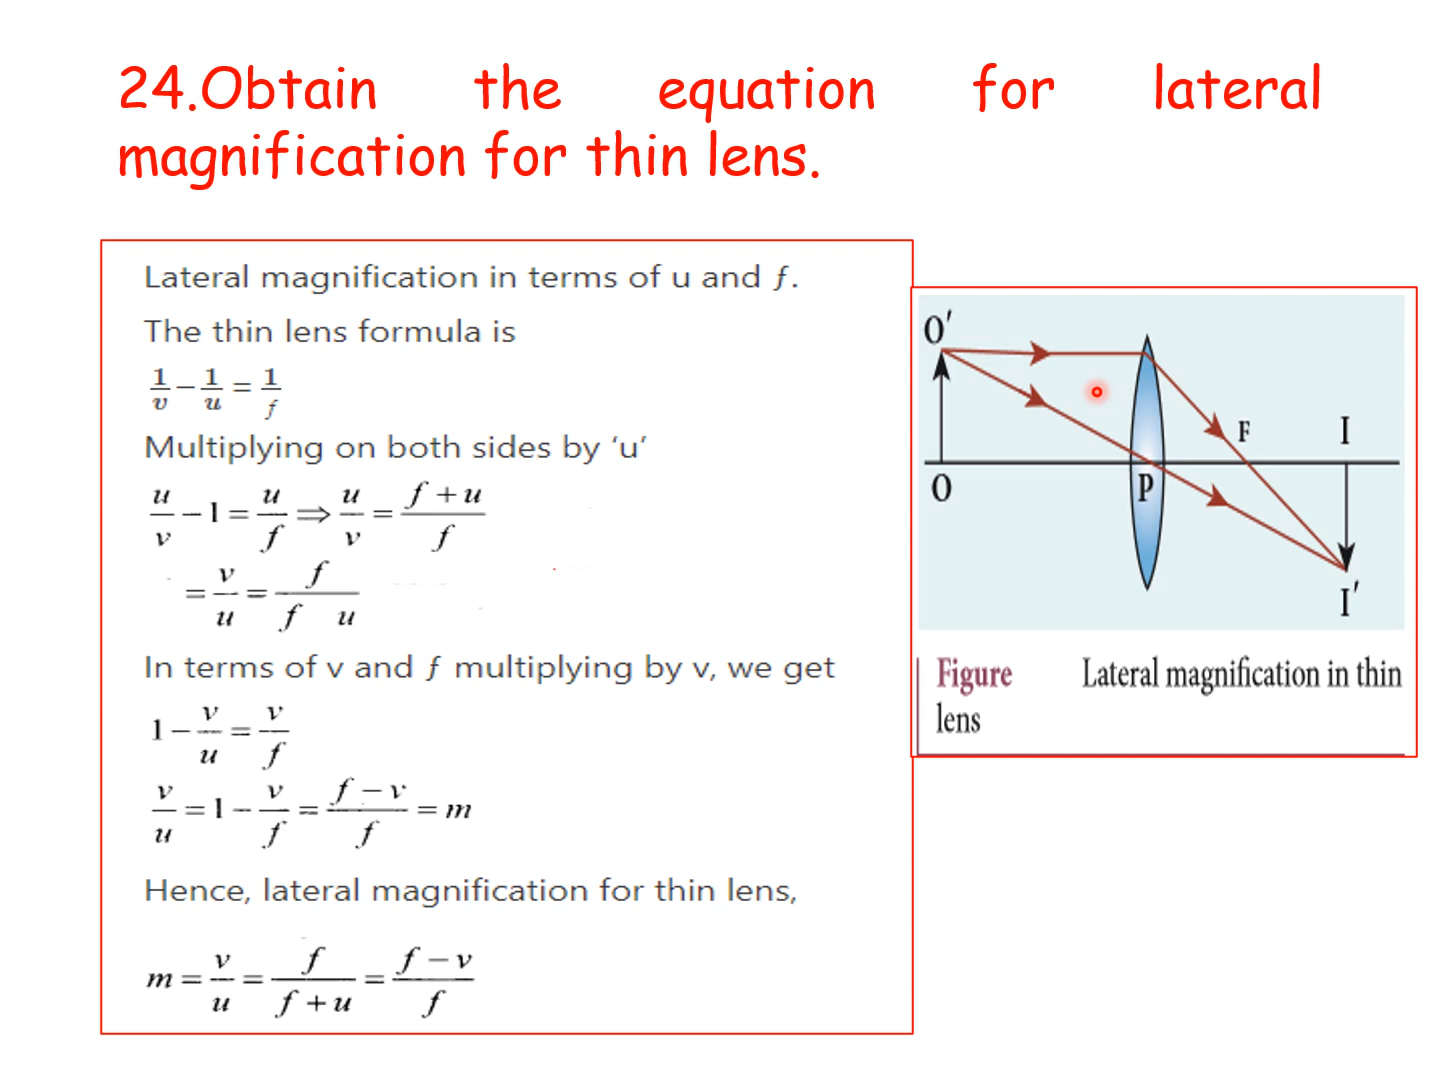 24.Obtain the equation for lateral
magnification for thin lens.
Lateral magnification in terms of u and f.
The thin lens formula is
1/v − 1/u = 1/f
Multiplying on both sides by ‘u’
u/v − 1 = u/f ⇒ u/v = (f + u)/f
= v/u = f/(f u)
In terms of v and f multiplying by v, we get
1 − v/u = v/f
v/u = 1 − v/f = (f − v)/f = m
Hence, lateral magnification for thin lens,
m = v/u = f/(f + u) = (f − v)/f
O′
F
I
O
P
I′
Figure Lateral magnification in thin
lens